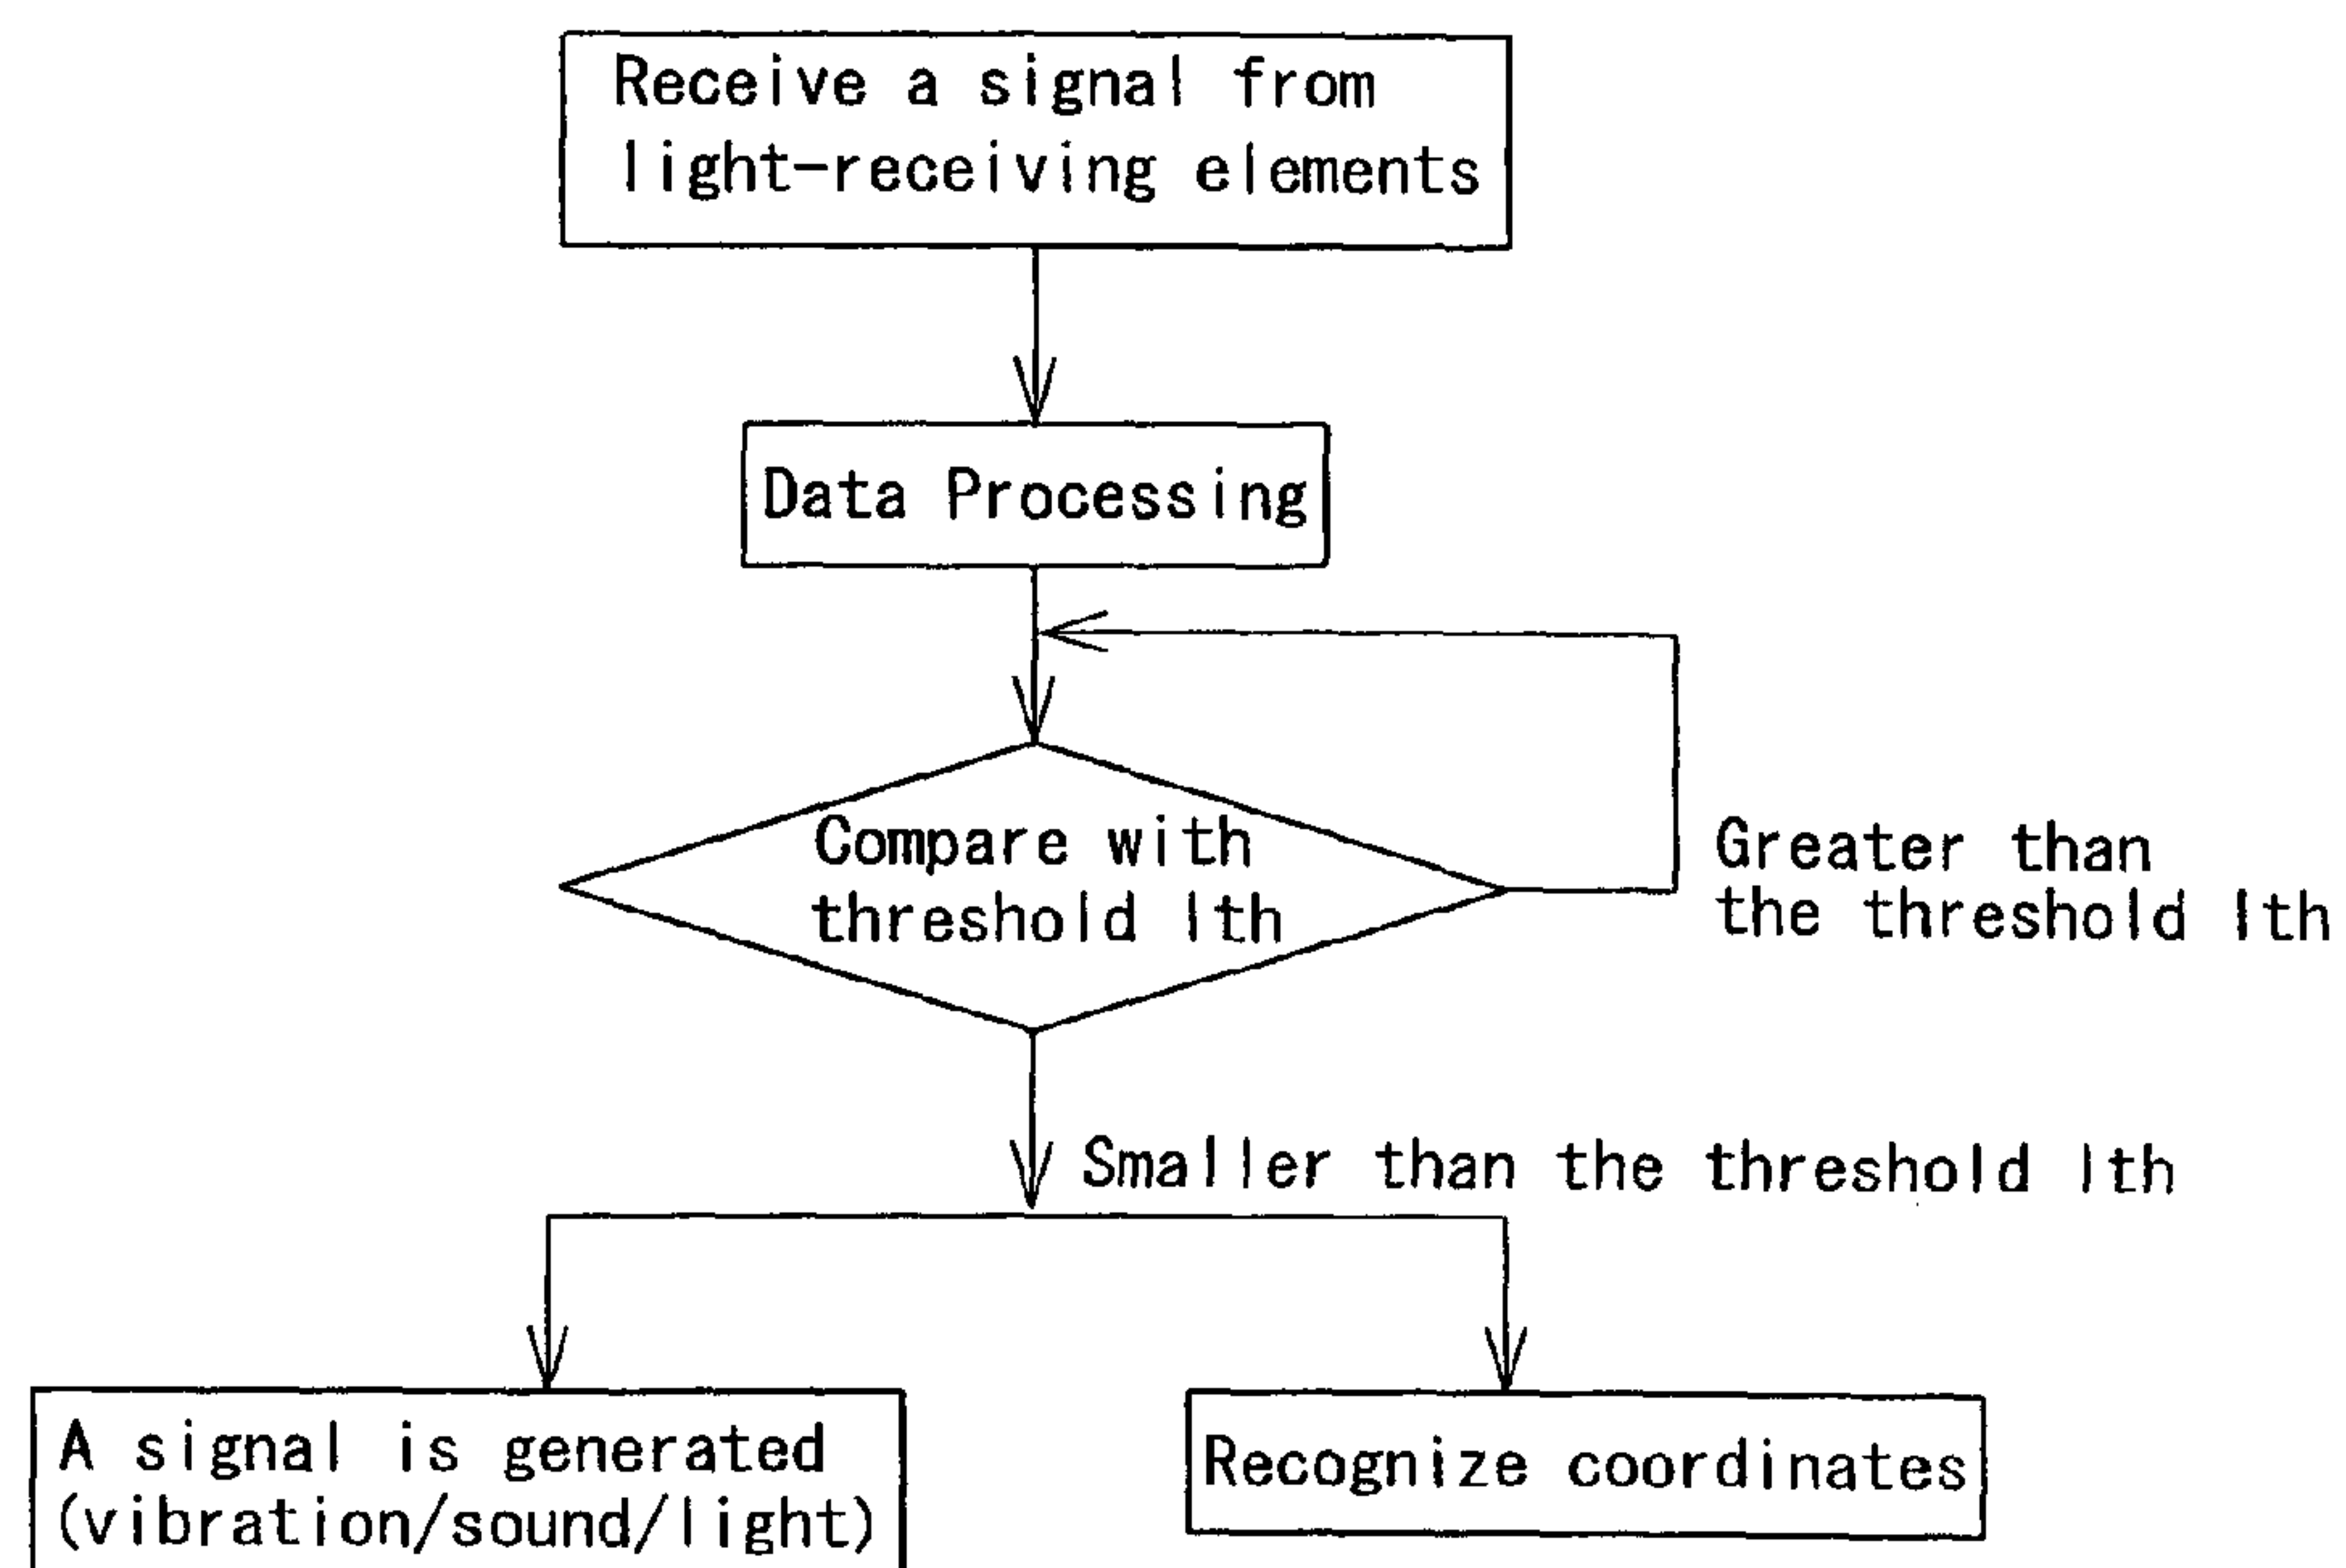 Receive a signal from
light-receiving elements
Data Processing
Compare with
threshold Ith
Greater than
the threshold Ith
Smaller than the threshold Ith
A signal is generated
(vibration/sound/light)
Recognize coordinates